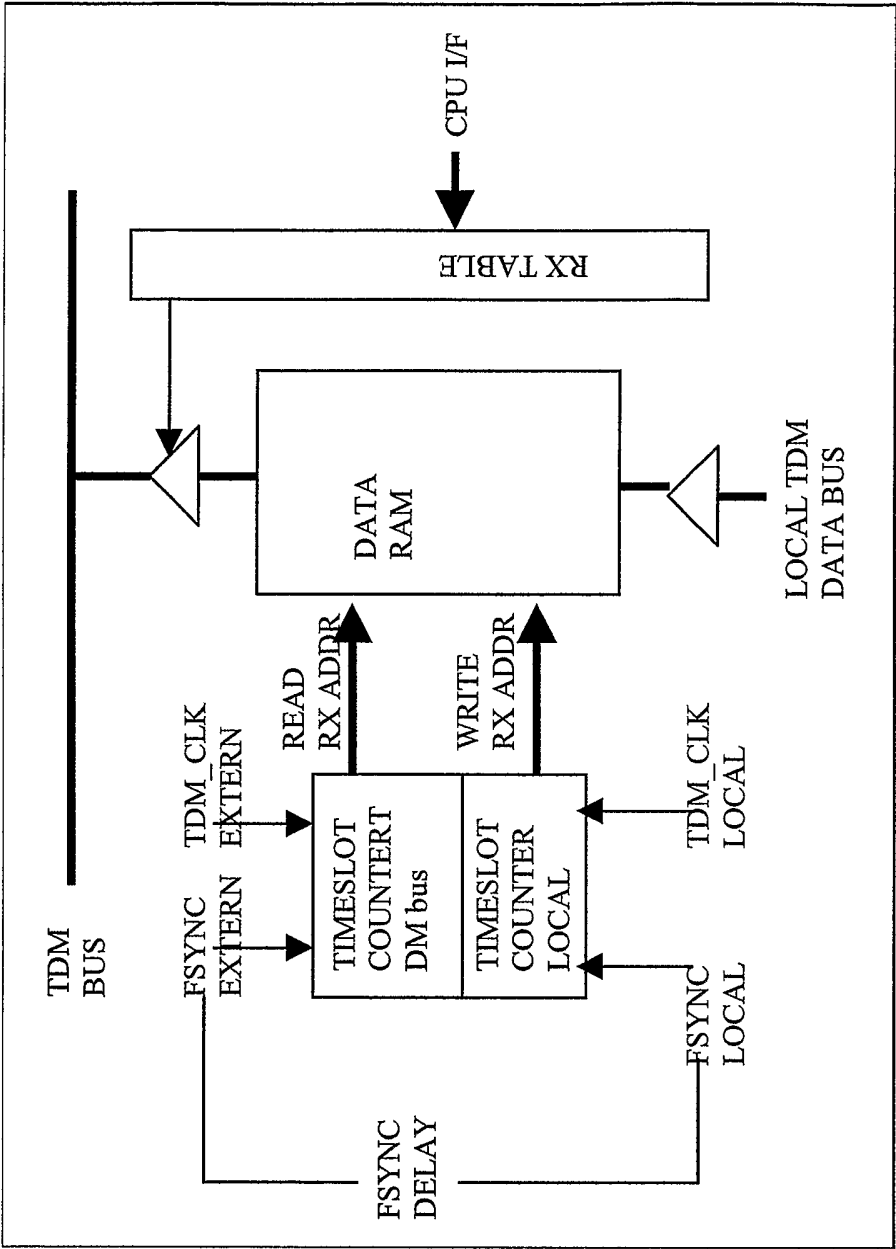 TDM
BUS
FSYNC
EXTERN
TDM_CLK
EXTERN
READ
RX ADDR
TIMESLOT
COUNTERT
DM bus
TIMESLOT
COUNTER
LOCAL
WRITE
RX ADDR
DATA
RAM
RX TABLE
CPU I/F
FSYNC
DELAY
FSYNC
LOCAL
TDM_CLK
LOCAL
LOCAL TDM
DATA BUS